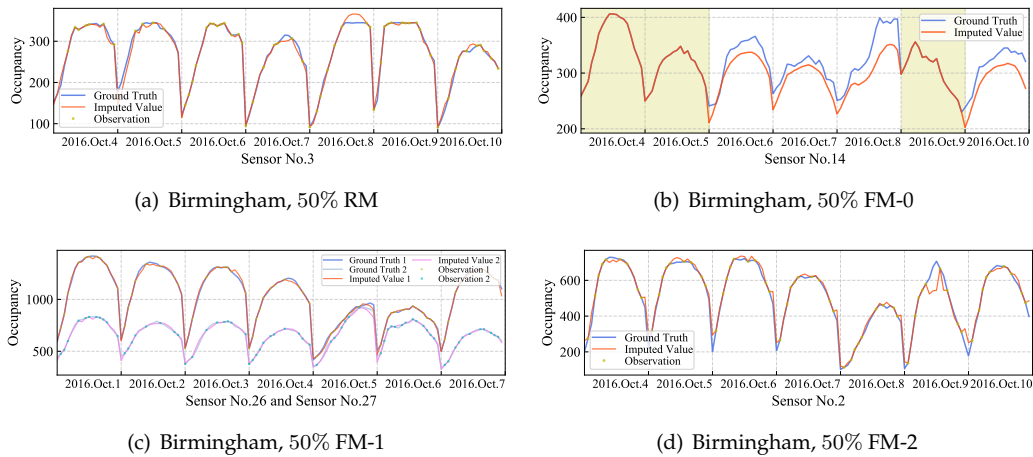 Occupancy
300
200
100
Ground Truth
Imputed Value
Observation
2016.Oct.4 2016.Oct.5 2016.Oct.6 2016.Oct.7 2016.Oct.8 2016.Oct.9 2016.Oct.10
Sensor No.3
(a) Birmingham, 50% RM
Occupancy
400
300
200
Ground Truth
Imputed Value
2016.Oct.4 2016.Oct.5 2016.Oct.6 2016.Oct.7 2016.Oct.8 2016.Oct.9 2016.Oct.10
Sensor No.14
(b) Birmingham, 50% FM-0
Occupancy
1000
500
Ground Truth 1
Ground Truth 2
Imputed Value 1
Imputed Value 2
Observation 1
Observation 2
2016.Oct.1 2016.Oct.2 2016.Oct.3 2016.Oct.4 2016.Oct.5 2016.Oct.6 2016.Oct.7
Sensor No.26 and Sensor No.27
(c) Birmingham, 50% FM-1
Occupancy
600
400
200
Ground Truth
Imputed Value
Observation
2016.Oct.4 2016.Oct.5 2016.Oct.6 2016.Oct.7 2016.Oct.8 2016.Oct.9 2016.Oct.10
Sensor No.2
(d) Birmingham, 50% FM-2